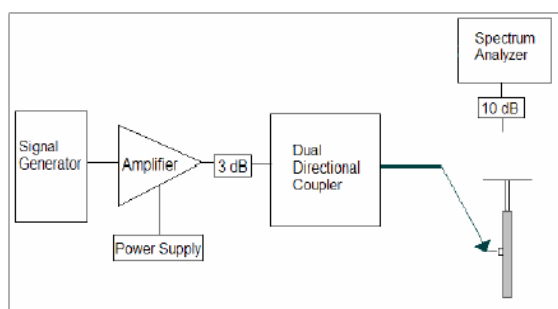 Spectrum
Analyzer
10 dB
Signal
Generator
Amplifier
3 dB
Dual
Directional
Coupler
Power Supply